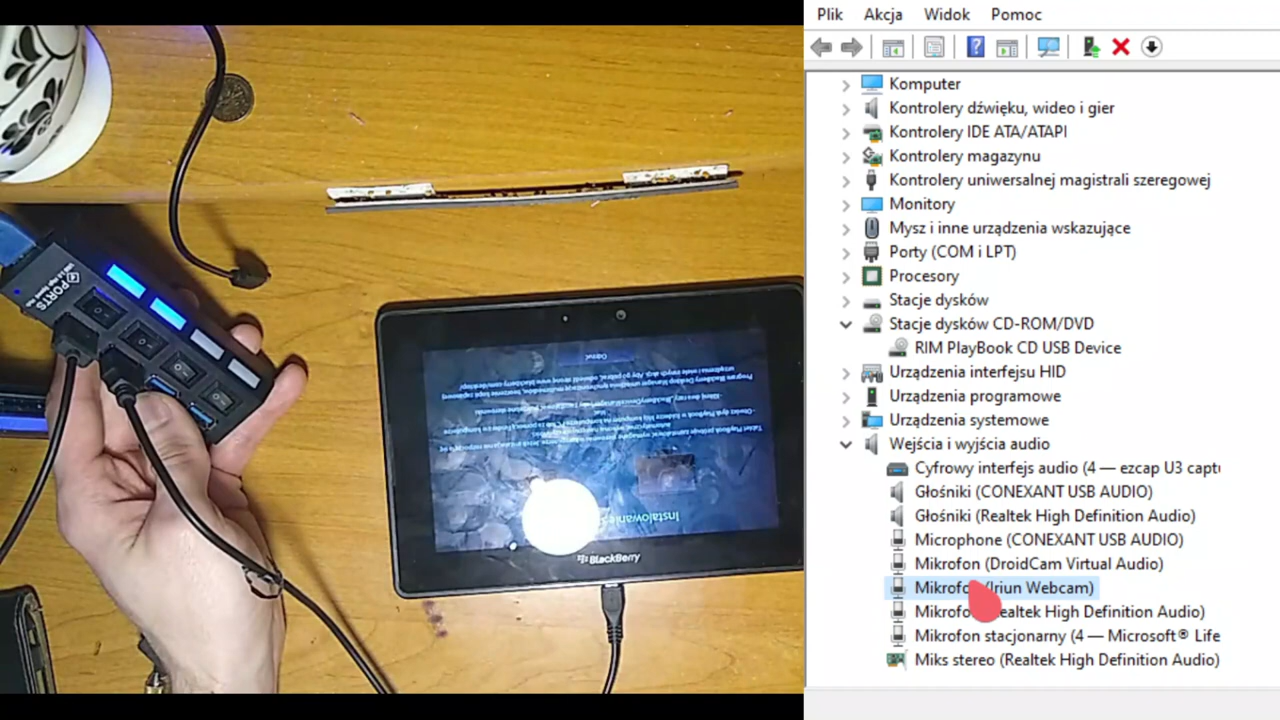 Plik Akcja Widok Pomoc
Komputer
Kontrolery dźwięku, wideo i gier
Kontrolery IDE ATA/ATAPI
Kontrolery magazynu
Kontrolery uniwersalnej magistrali szeregowej
Monitory
Mysz i inne urządzenia wskazujące
Porty (COM i LPT)
Procesory
Stacje dysków
Stacje dysków CD-ROM/DVD
RIM PlayBook CD USB Device
Urządzenia interfejsu HID
Urządzenia programowe
Urządzenia systemowe
Wejścia i wyjścia audio
Cyfrowy interfejs audio (4 — ezcap U3 captu
Głośniki (CONEXANT USB AUDIO)
Głośniki (Realtek High Definition Audio)
Microphone (CONEXANT USB AUDIO)
Mikrofon (DroidCam Virtual Audio)
Mikrofo Iriun Webcam)
Mikrofo ealtek High Definition Audio)
Mikrofon stacjonarny (4 — Microsoft® Life
Miks stereo (Realtek High Definition Audio)
4 PORTS
BlackBerry
Instalowanie